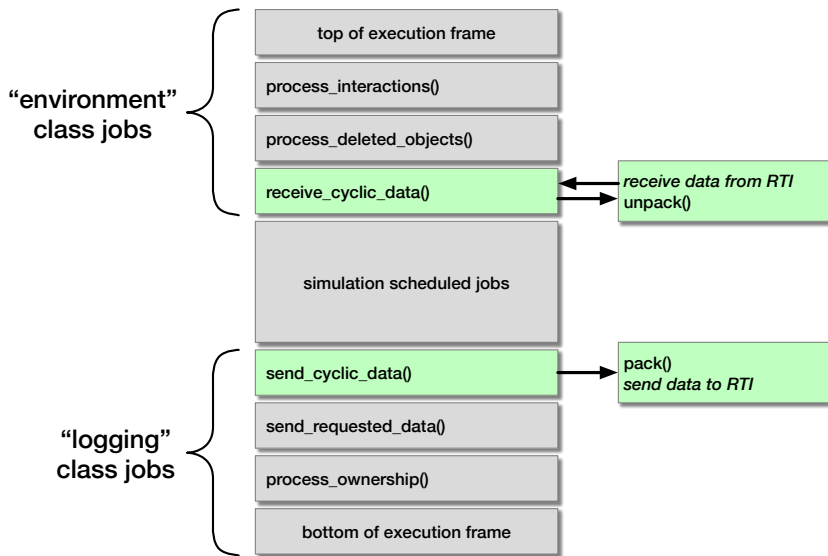 top of execution frame
“environment”
class jobs
process_interactions()
process_deleted_objects()
receive_cyclic_data()
receive data from RTI
unpack()
simulation scheduled jobs
send_cyclic_data()
pack()
send data to RTI
“logging”
class jobs
send_requested_data()
process_ownership()
bottom of execution frame